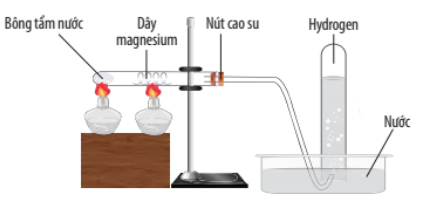 Bông tẩm nước
Dây
magnesium
Nút cao su
Hydrogen
Nước